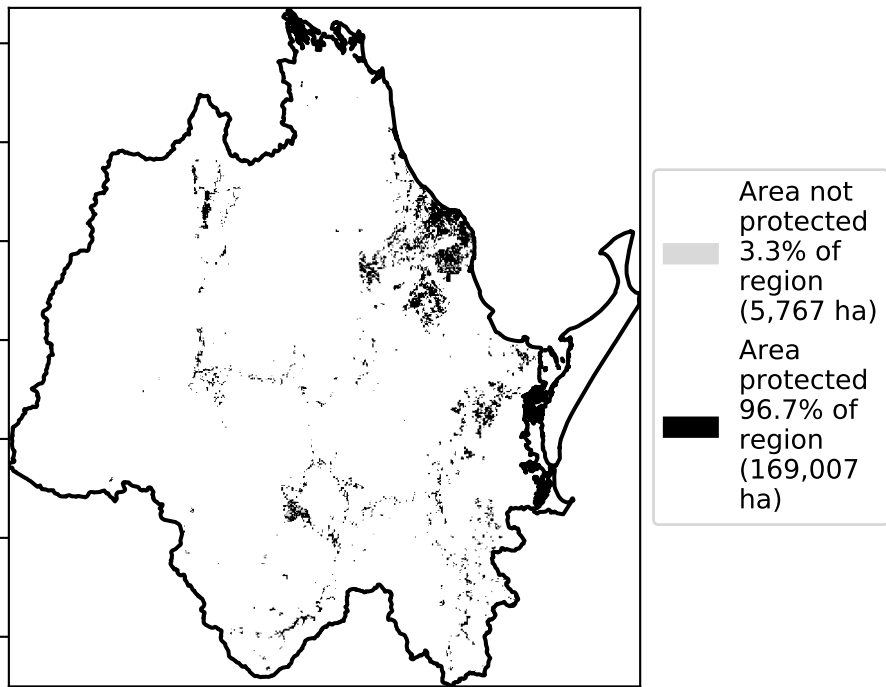 Area not
protected
3.3% of
region
(5,767 ha)
Area
protected
96.7% of
region
(169,007
ha)